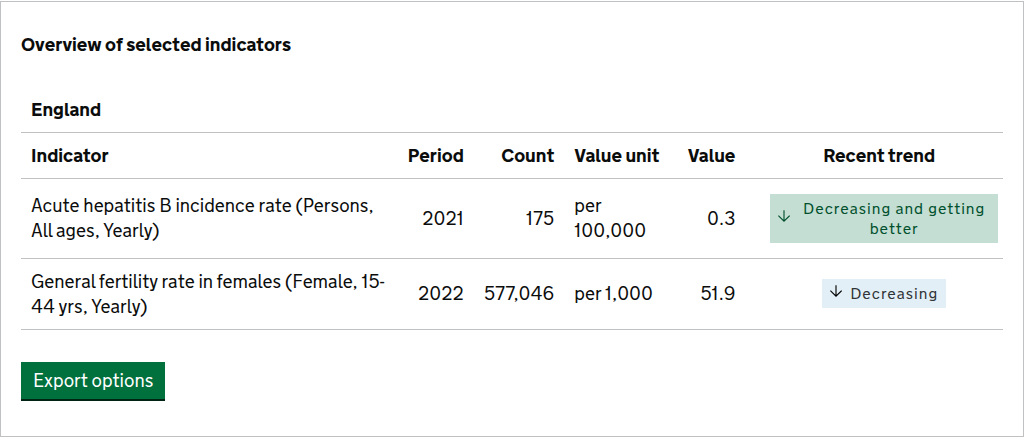 Overview of selected indicators
England
Indicator Period Count Value unit Value Recent trend
Acute hepatitis B incidence rate (Persons,
All ages, Yearly)
2021 175
per
100,000
0.3
↓ Decreasing and getting
better
General fertility rate in females (Female, 15-
44 yrs, Yearly)
2022 577,046 per 1,000 51.9 ↓ Decreasing
Export options